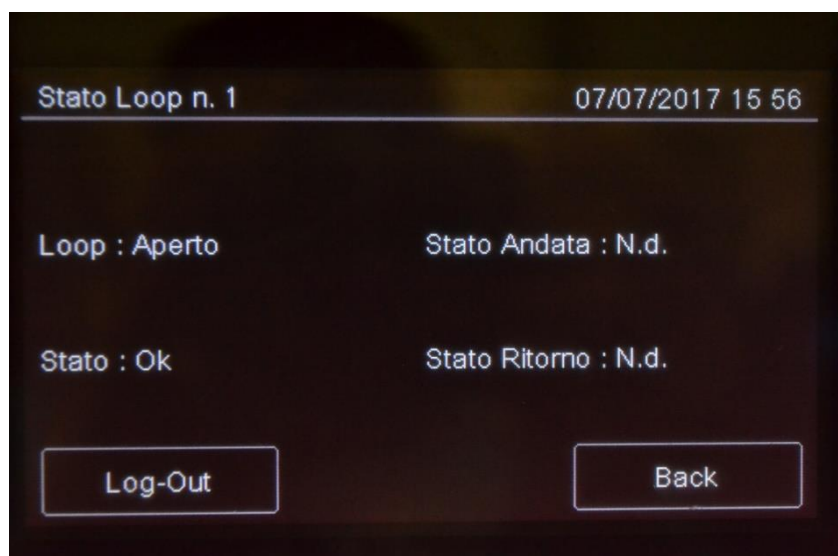 Stato Loop n. 1 07/07/2017 15 56
Loop : Aperto Stato Andata : N.d.
Stato : Ok Stato Ritorno : N.d.
Log-Out Back